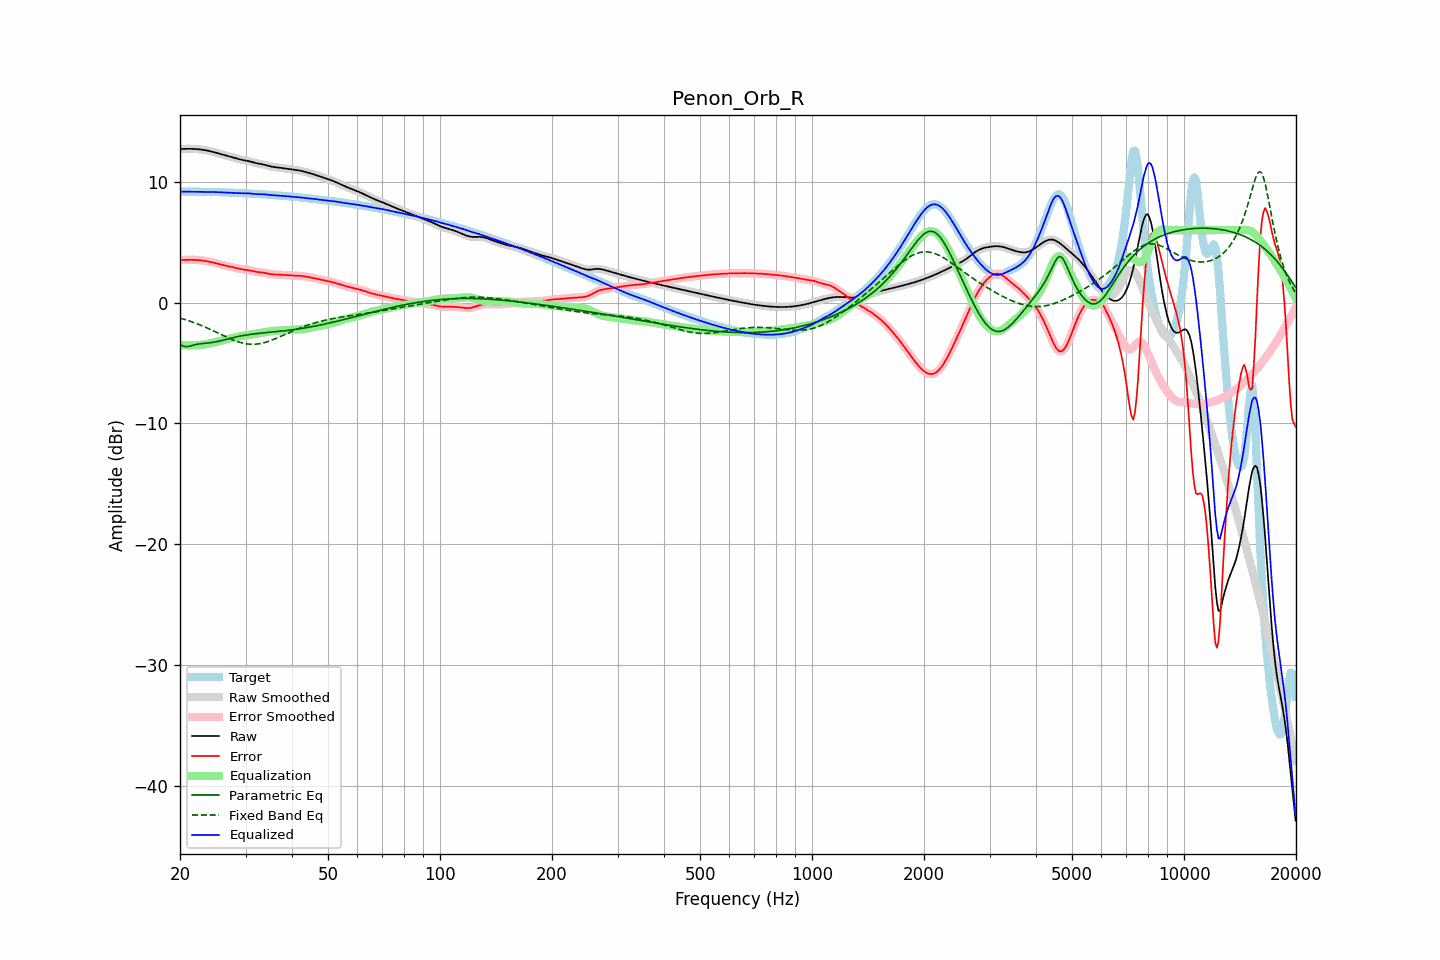 Penon_Orb_R
Amplitude (dBr)
10
0
−10
−20
−30
−40
Target
Raw Smoothed
Error Smoothed
Raw
Error
Equalization
Parametric Eq
Fixed Band Eq
Equalized
20 50 100 200 500 1000 2000 5000 10000 20000
Frequency (Hz)